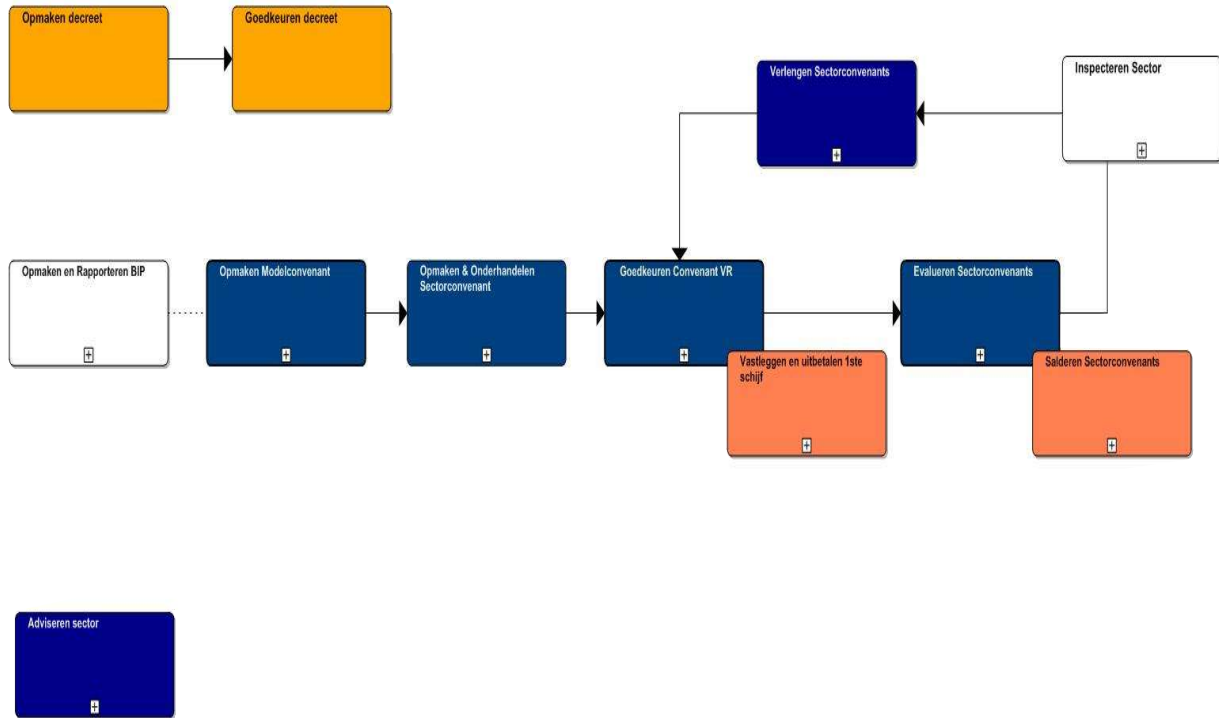 Opmaken decreet
Goedkeuren decreet
Verlengen Sectorconvenants
Inspecteren Sector
Opmaken en Rapporteren BIP
Opmaken Modelconvenant
Opmaken & Onderhandelen
Sectorconvenant
Goedkeuren Convenant VR
Evalueren Sectorconvenants
Vastleggen en uitbetalen 1ste
schijf
Salderen Sectorconvenants
Adviseren sector